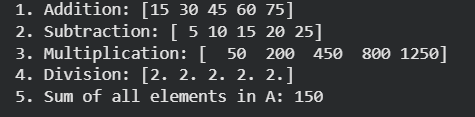 1. Addition: [15 30 45 60 75]
2. Subtraction: [ 5 10 15 20 25]
3. Multiplication: [  50  200  450  800 1250]
4. Division: [2. 2. 2. 2. 2.]
5. Sum of all elements in A: 150